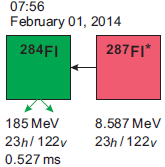 07:56
February 01, 2014
²⁸⁴Fl
²⁸⁷Fl*
185 MeV
8.587 MeV
23h / 122v
23h / 122v
0.527 ms